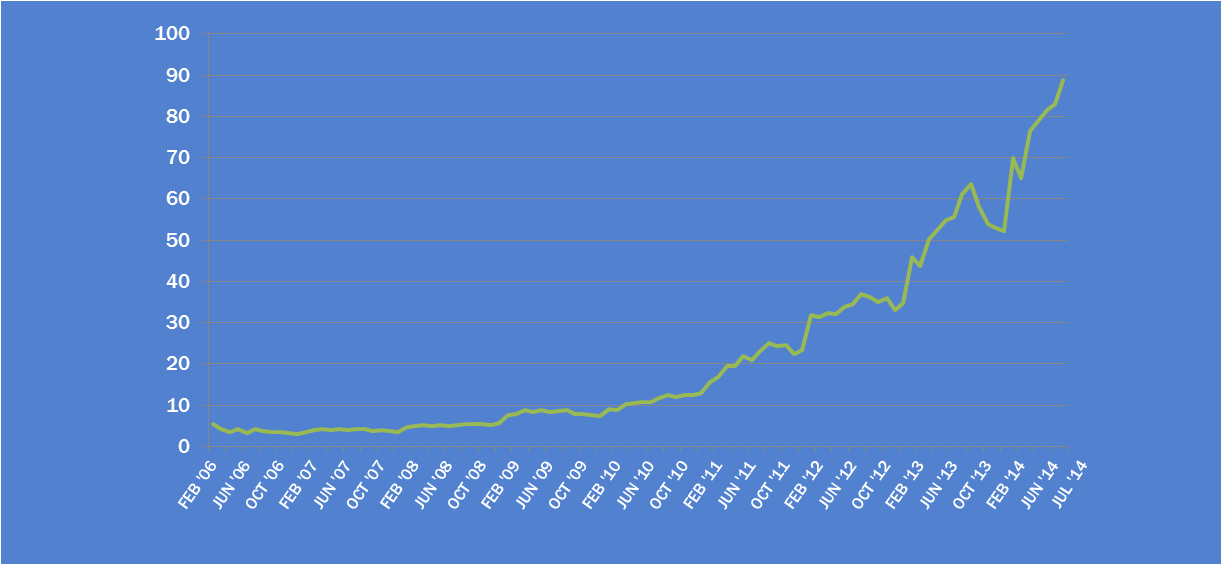 100
90
80
70
60
50
40
30
20
10
0
FEB '06
JUN '06
OCT '06
FEB '07
JUN '07
OCT '07
FEB '08
JUN '08
OCT '08
FEB '09
JUN '09
OCT '09
FEB '10
JUN '10
OCT '10
FEB '11
JUN '11
OCT '11
FEB '12
JUN '12
OCT '12
FEB '13
JUN '13
OCT '13
FEB '14
JUN '14
JUL '14